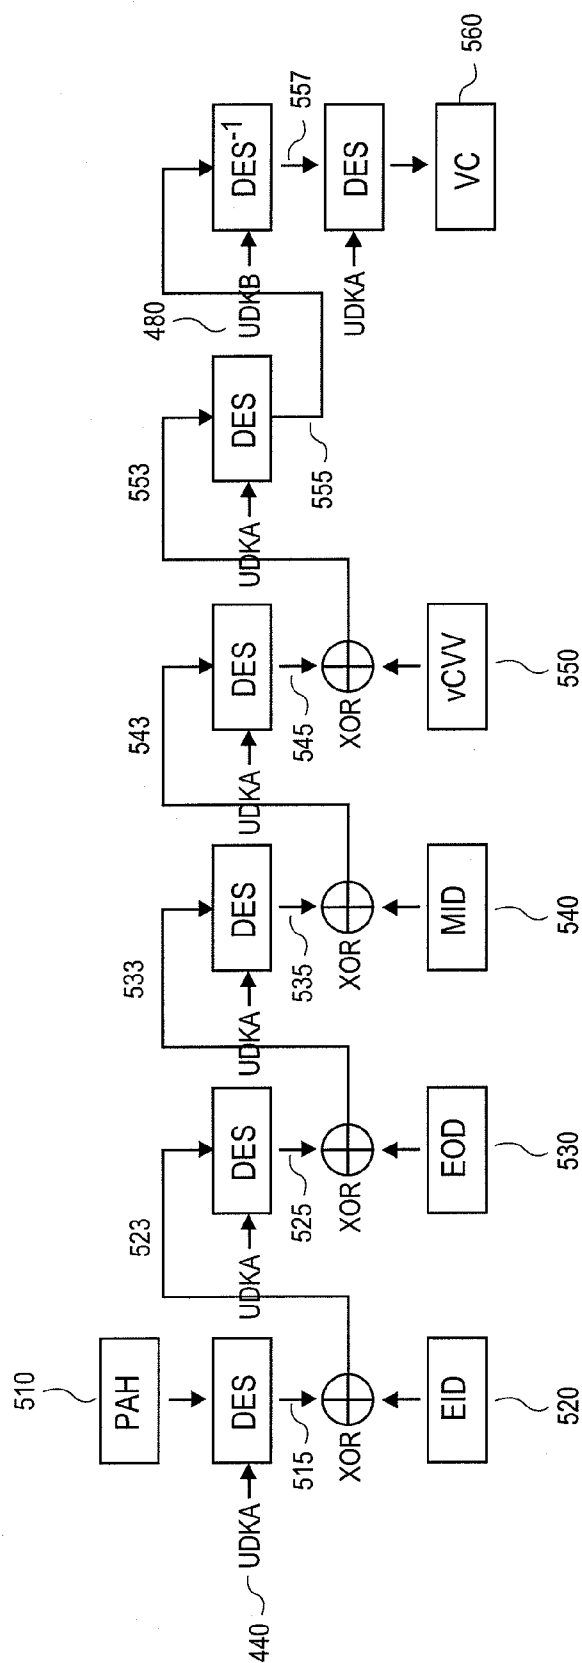 510
PAH
440
UDKA
DES
515
XOR
EID
520
523
UDKA
DES
525
XOR
EOD
530
533
UDKA
DES
535
XOR
MID
540
543
UDKA
DES
545
XOR
vCVV
550
553
UDKA
DES
555
480
UDKB
DES-1
557
UDKA
DES
VC
560